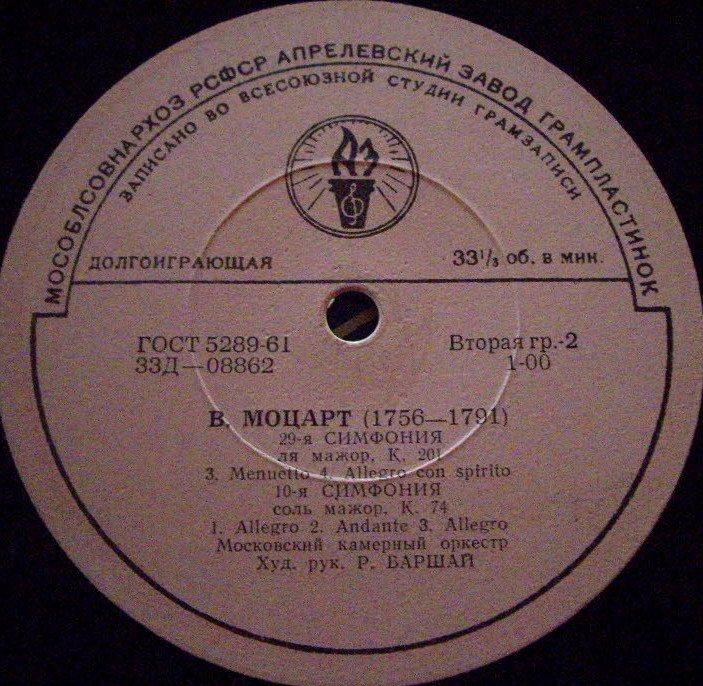 МОСОБЛСОВНАРХОЗ РСФСР АПРЕЛЕВСКИЙ ЗАВОД ГРАМПЛАСТИНОК
ЗАПИСАНО ВО ВСЕСОЮЗНОЙ СТУДИИ ГРАМЗАПИСИ
АЗ
ДОЛГОИГРАЮЩАЯ 33 1/3 об. в мин.
ГОСТ 5289-61 Вторая гр.-2
33Д—08862 1-00
В. МОЦАРТ (1756—1791)
29-я СИМФОНИЯ
ля мажор, К. 201
3. Menuetto 4. Allegro con spirito
10-я СИМФОНИЯ
соль мажор, К. 74
1. Allegro 2. Andante 3. Allegro
Московский камерный оркестр
Худ. рук. Р. БАРШАЙ